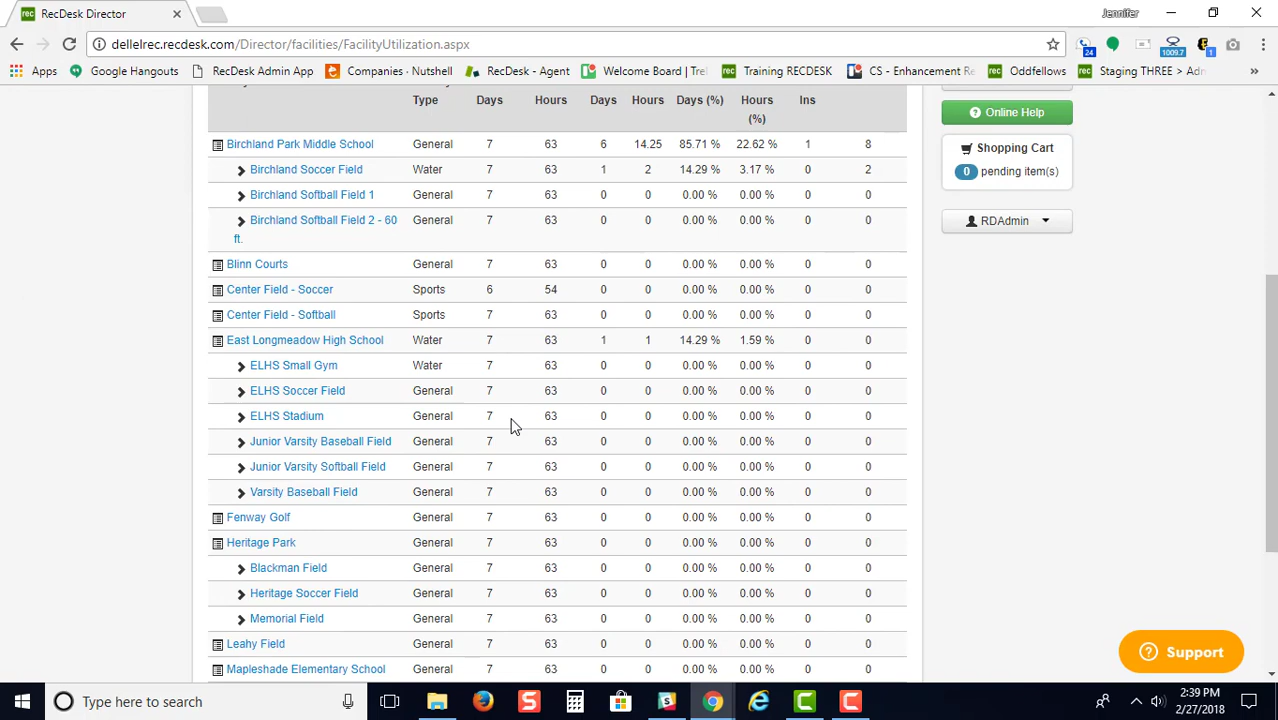 RecDesk Director
Jennifer
dellelrec.recdesk.com/Director/facilities/FacilityUtilization.aspx
24
1009.7
1
Apps Google Hangouts RecDesk Admin App Companies · Nutshell RecDesk - Agent Welcome Board | Trel Training RECDESK CS - Enhancement Re Oddfellows Staging THREE > Adm
Type Days Hours Days Hours Days (%) Hours (%) Ins
Birchland Park Middle School General 7 63 6 14.25 85.71 % 22.62 % 1 8
Birchland Soccer Field Water 7 63 1 2 14.29 % 3.17 % 0 2
Birchland Softball Field 1 General 7 63 0 0 0.00 % 0.00 % 0 0
Birchland Softball Field 2 - 60 General 7 63 0 0 0.00 % 0.00 % 0 0
ft.
Blinn Courts General 7 63 0 0 0.00 % 0.00 % 0 0
Center Field - Soccer Sports 6 54 0 0 0.00 % 0.00 % 0 0
Center Field - Softball Sports 7 63 0 0 0.00 % 0.00 % 0 0
East Longmeadow High School Water 7 63 1 1 14.29 % 1.59 % 0 0
ELHS Small Gym Water 7 63 0 0 0.00 % 0.00 % 0 0
ELHS Soccer Field General 7 63 0 0 0.00 % 0.00 % 0 0
ELHS Stadium General 7 63 0 0 0.00 % 0.00 % 0 0
Junior Varsity Baseball Field General 7 63 0 0 0.00 % 0.00 % 0 0
Junior Varsity Softball Field General 7 63 0 0 0.00 % 0.00 % 0 0
Varsity Baseball Field General 7 63 0 0 0.00 % 0.00 % 0 0
Fenway Golf General 7 63 0 0 0.00 % 0.00 % 0 0
Heritage Park General 7 63 0 0 0.00 % 0.00 % 0 0
Blackman Field General 7 63 0 0 0.00 % 0.00 % 0 0
Heritage Soccer Field General 7 63 0 0 0.00 % 0.00 % 0 0
Memorial Field General 7 63 0 0 0.00 % 0.00 % 0 0
Leahy Field General 7 63 0 0 0.00 % 0.00 % 0 0
Mapleshade Elementary School General 7 63 0 0 0.00 % 0.00 % 0 0
Online Help
Shopping Cart
0 pending item(s)
RDAdmin
Support
Type here to search
2:39 PM
2/27/2018